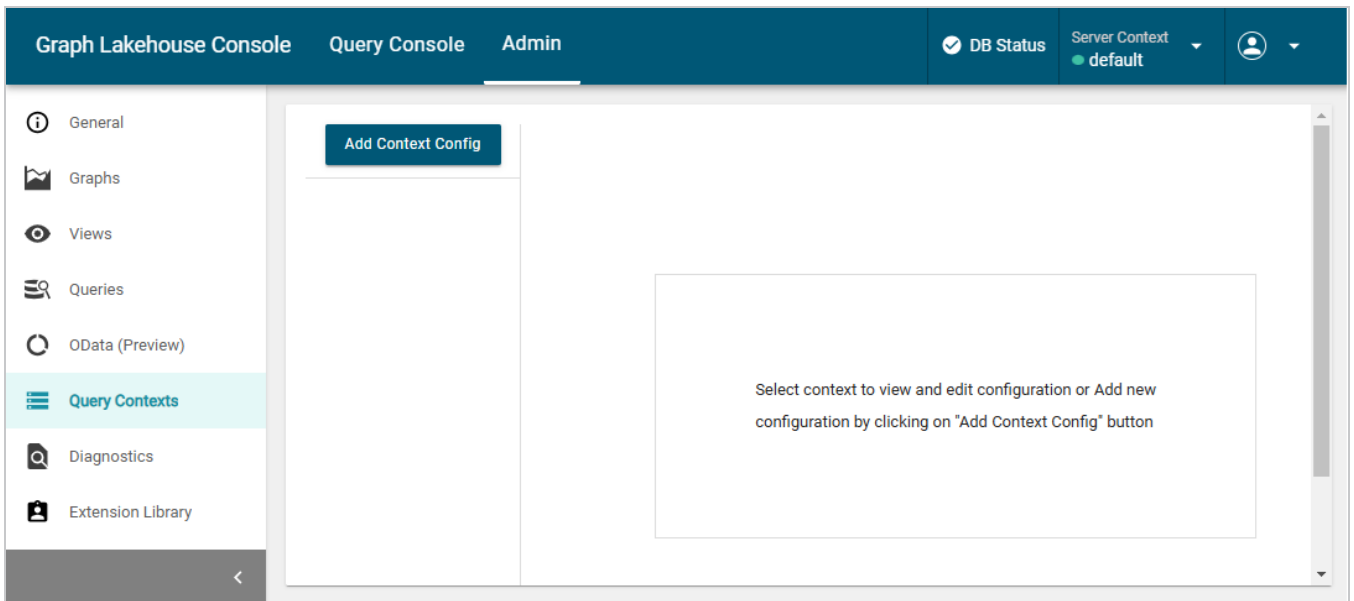 Graph Lakehouse Console
Query Console
Admin
DB Status
Server Context
default
General
Graphs
Views
Queries
OData (Preview)
Query Contexts
Diagnostics
Extension Library
Add Context Config
Select context to view and edit configuration or Add new
configuration by clicking on "Add Context Config" button